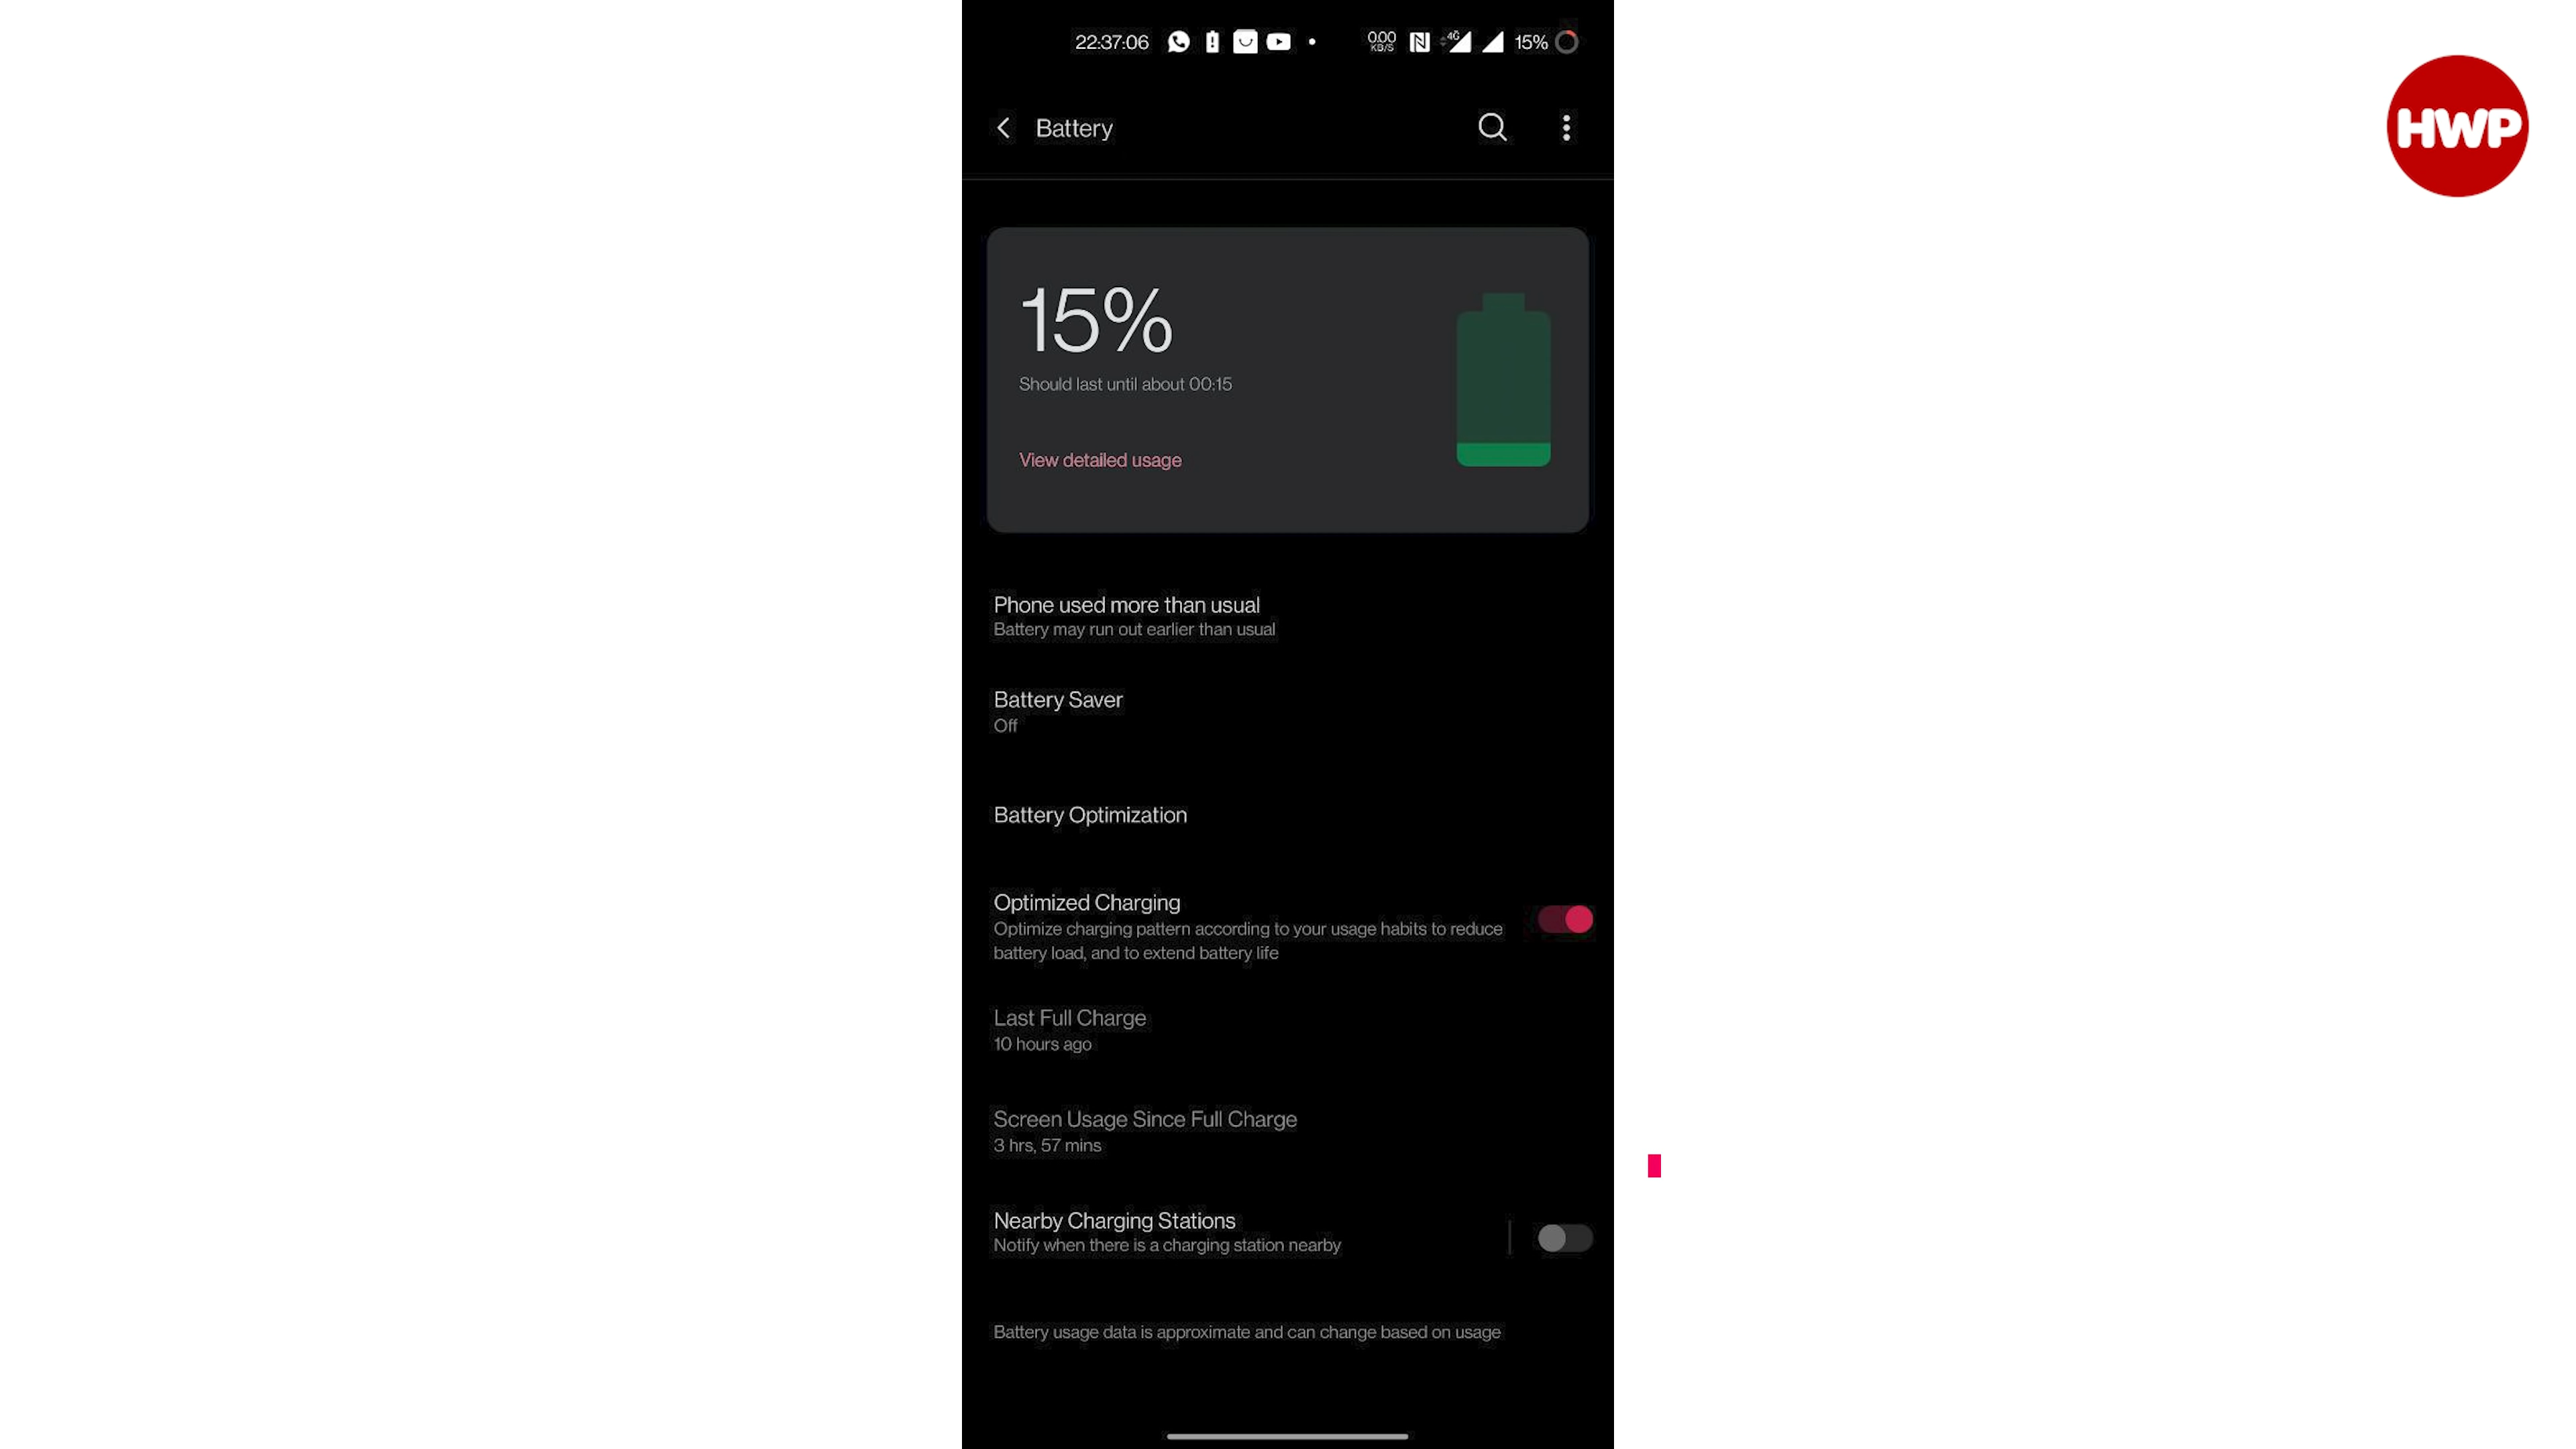 22:37:06 0.00 KB/S 4G 15%
HWP
Battery
15%
Should last until about 00:15
View detailed usage
Phone used more than usual
Battery may run out earlier than usual
Battery Saver
Off
Battery Optimization
Optimized Charging
Optimize charging pattern according to your usage habits to reduce
battery load, and to extend battery life
Last Full Charge
10 hours ago
Screen Usage Since Full Charge
3 hrs, 57 mins
Nearby Charging Stations
Notify when there is a charging station nearby
Battery usage data is approximate and can change based on usage